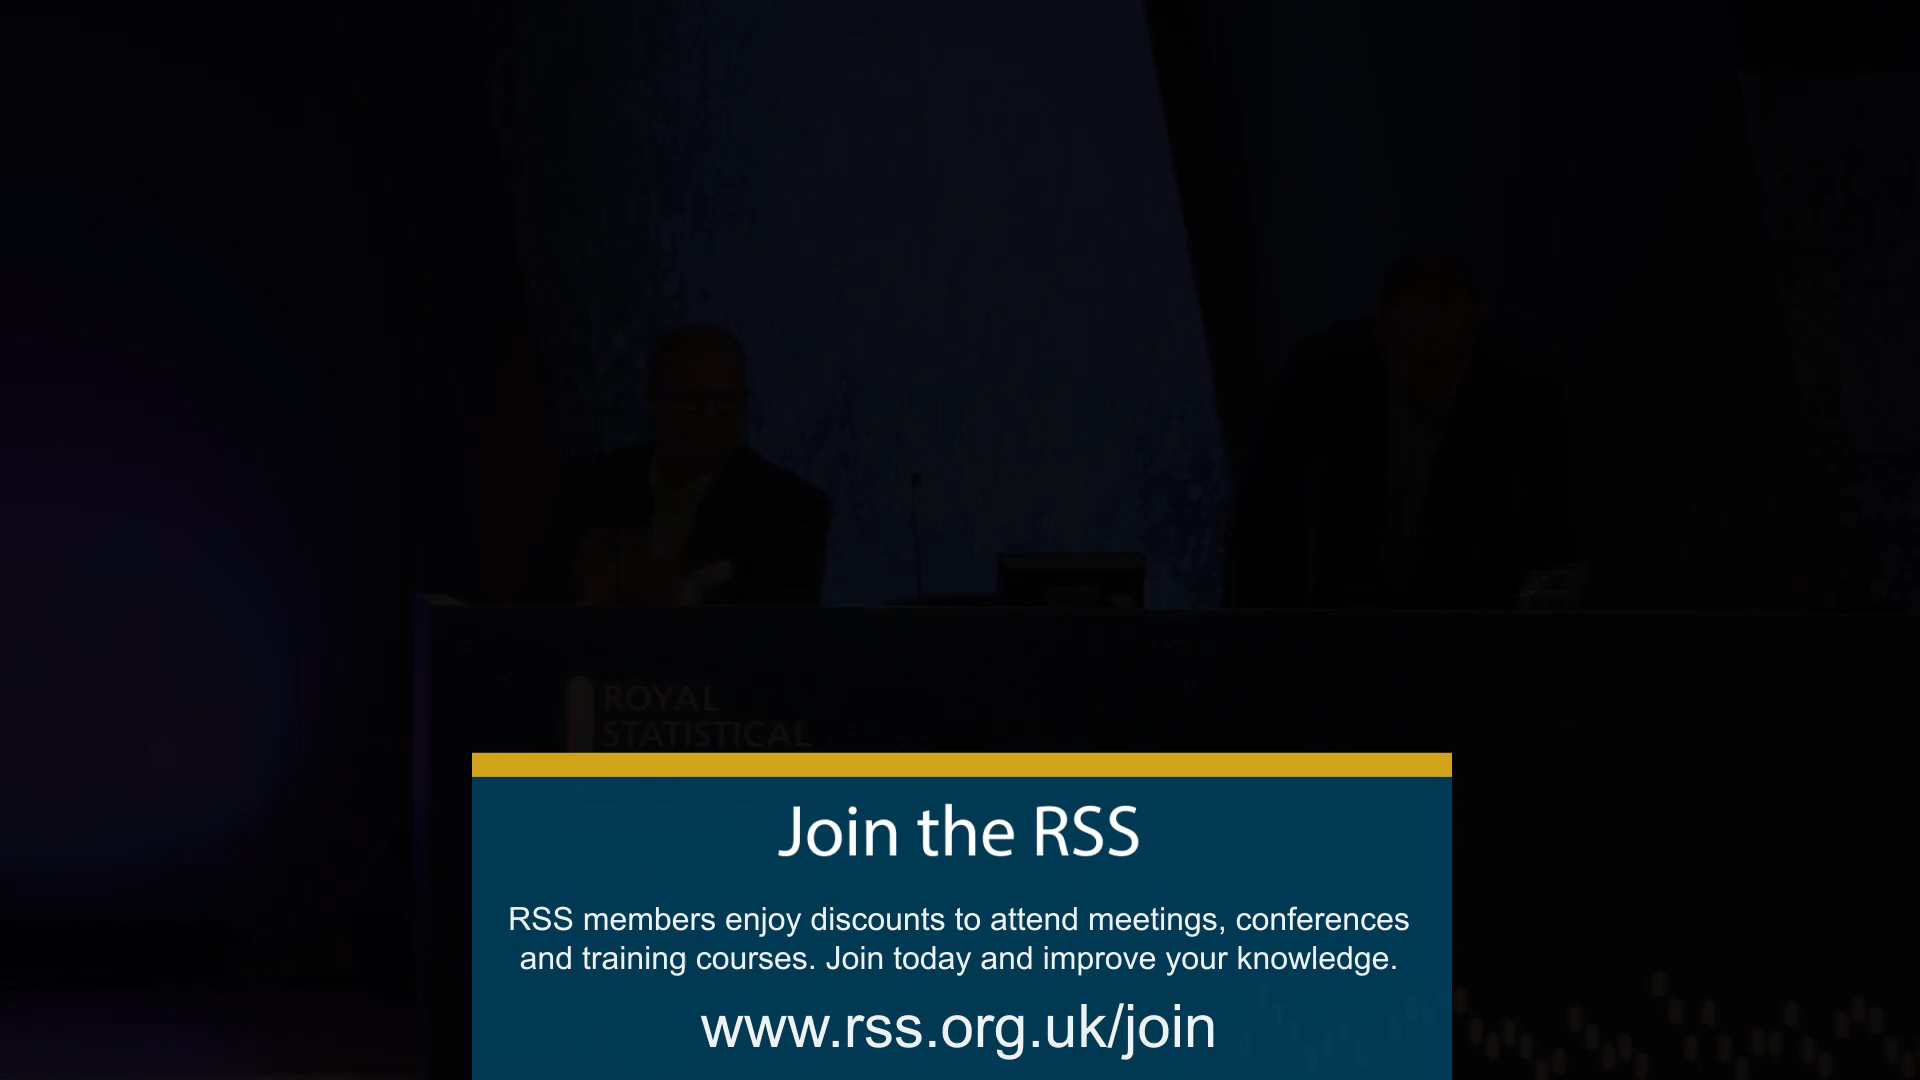 ROYAL
STATISTICAL
Join the RSS
RSS members enjoy discounts to attend meetings, conferences
and training courses. Join today and improve your knowledge.
www.rss.org.uk/join